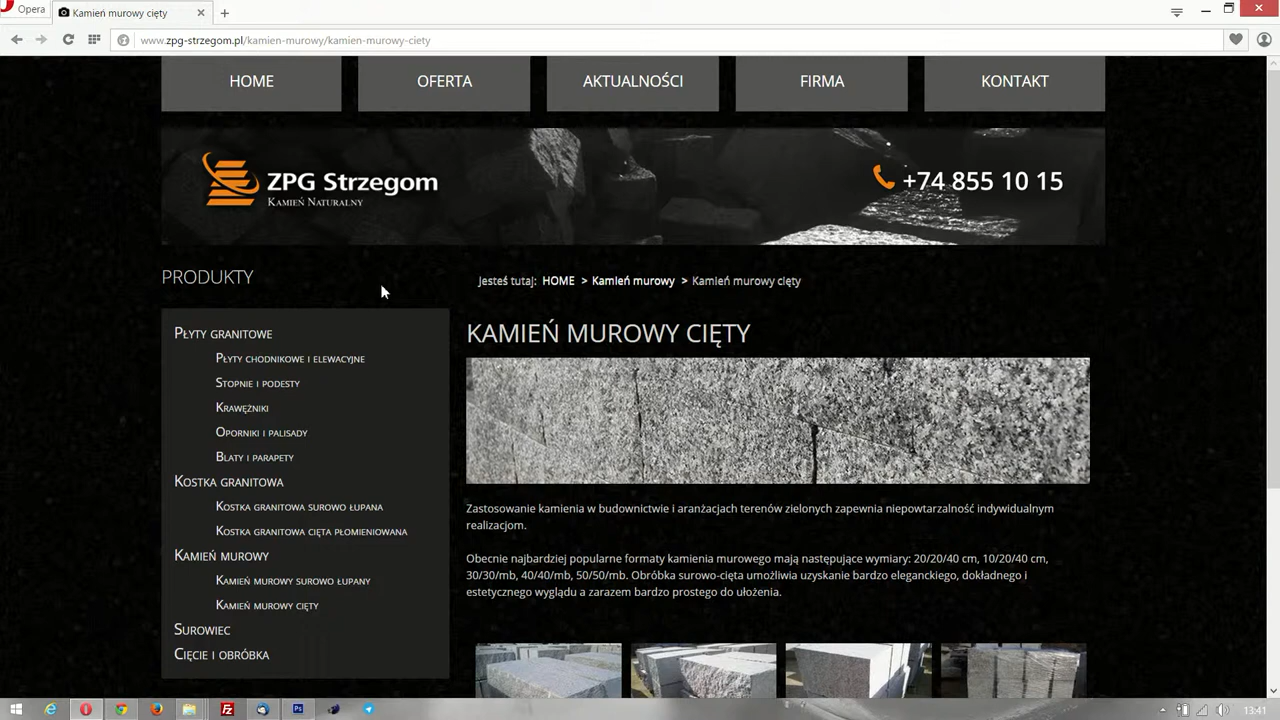 Opera
Kamień murowy cięty
www.zpg-strzegom.pl/kamien-murowy/kamien-murowy-ciety
HOME
OFERTA
AKTUALNOŚCI
FIRMA
KONTAKT
ZPG Strzegom
Kamień Naturalny
+74 855 10 15
PRODUKTY
Jesteś tutaj: HOME > Kamień murowy > Kamień murowy cięty
Płyty granitowe
Płyty chodnikowe i elewacyjne
Stopnie i podesty
Krawężniki
Oporniki i palisady
Blaty i parapety
Kostka granitowa
Kostka granitowa surowo łupana
Kostka granitowa cięta płomieniowana
Kamień murowy
Kamień murowy surowo łupany
Kamień murowy cięty
Surowiec
Cięcie i obróbka
KAMIEŃ MUROWY CIĘTY
Zastosowanie kamienia w budownictwie i aranżacjach terenów zielonych zapewnia niepowtarzalność indywidualnym
realizacjom.
Obecnie najbardziej popularne formaty kamienia murowego mają następujące wymiary: 20/20/40 cm, 10/20/40 cm,
30/30/mb, 40/40/mb, 50/50/mb. Obróbka surowo-cięta umożliwia uzyskanie bardzo eleganckiego, dokładnego i
estetycznego wyglądu a zarazem bardzo prostego do ułożenia.
13:41